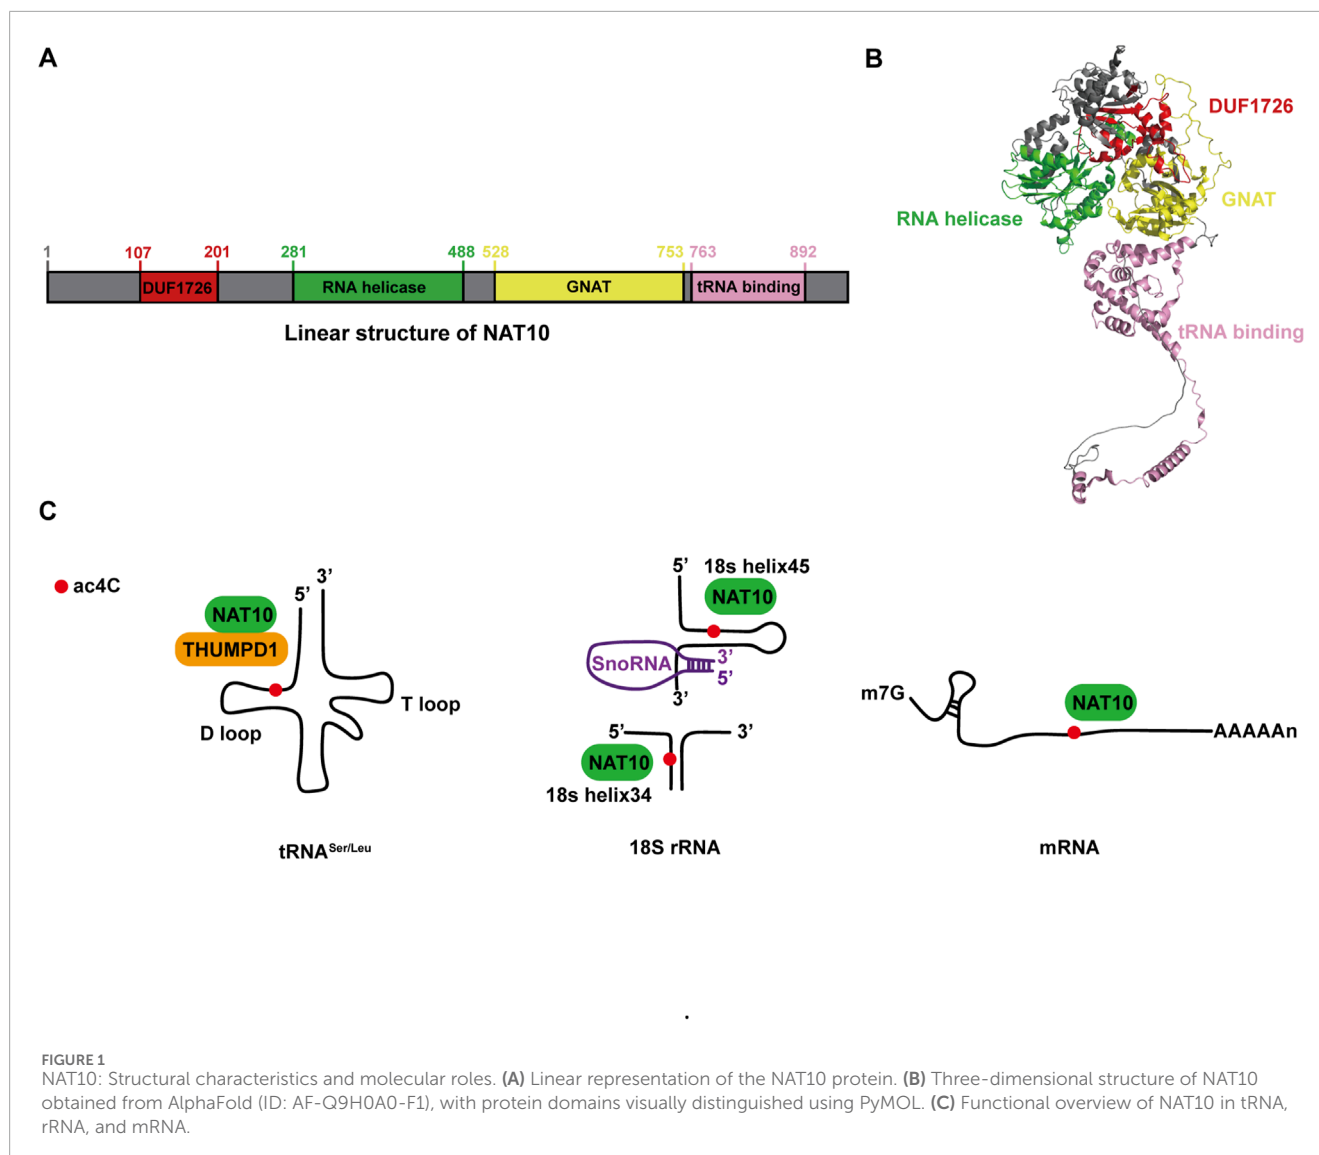 A
1 107 201 281 488 528 753 763 892
DUF1726 RNA helicase GNAT tRNA binding
Linear structure of NAT10
B
DUF1726
GNAT
RNA helicase
tRNA binding
C
ac4C
5’ 3’
NAT10
THUMPD1
D loop
T loop
tRNASer/Leu
5’
18s helix45
NAT10
SnoRNA
3’
5’
3’
5’ 3’
NAT10
18s helix34
18S rRNA
m7G
NAT10
AAAAAn
mRNA
FIGURE 1
NAT10: Structural characteristics and molecular roles. (A) Linear representation of the NAT10 protein. (B) Three-dimensional structure of NAT10
obtained from AlphaFold (ID: AF-Q9H0A0-F1), with protein domains visually distinguished using PyMOL. (C) Functional overview of NAT10 in tRNA,
rRNA, and mRNA.